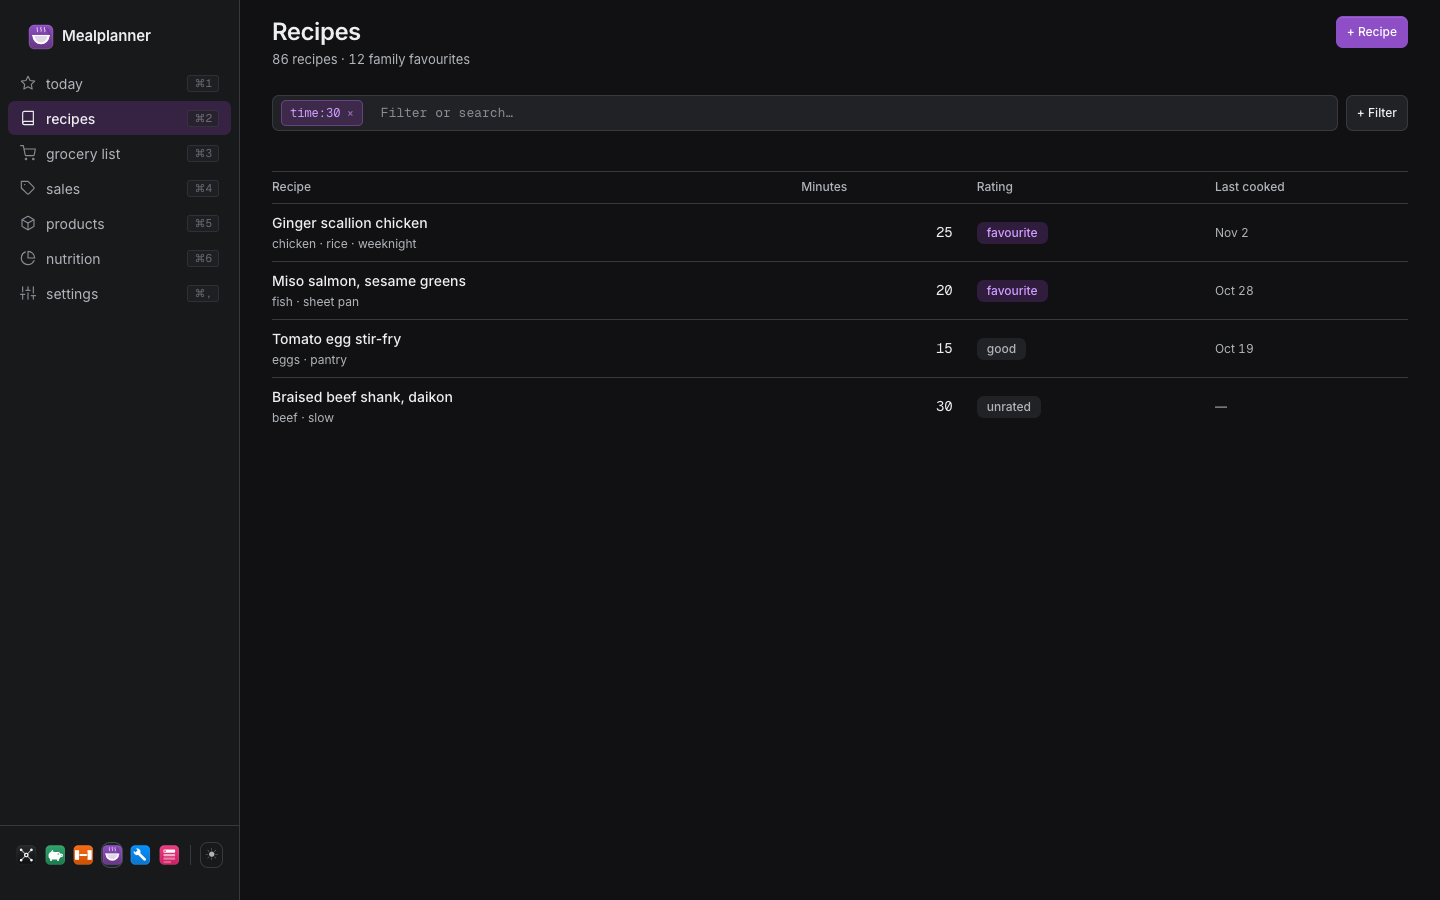 Mealplanner
today ⌘1
recipes ⌘2
grocery list ⌘3
sales ⌘4
products ⌘5
nutrition ⌘6
settings ⌘,
Recipes
86 recipes · 12 family favourites
+ Recipe
time:30 × Filter or search…
+ Filter
Recipe Minutes Rating Last cooked
Ginger scallion chicken
chicken · rice · weeknight
25 favourite Nov 2
Miso salmon, sesame greens
fish · sheet pan
20 favourite Oct 28
Tomato egg stir-fry
eggs · pantry
15 good Oct 19
Braised beef shank, daikon
beef · slow
30 unrated —